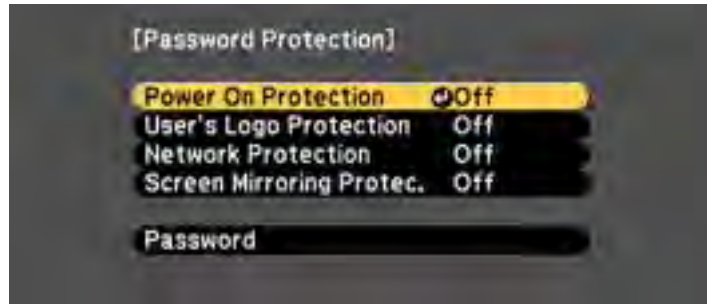 [Password Protection]
Power On Protection Off
User's Logo Protection Off
Network Protection Off
Screen Mirroring Protec. Off
Password